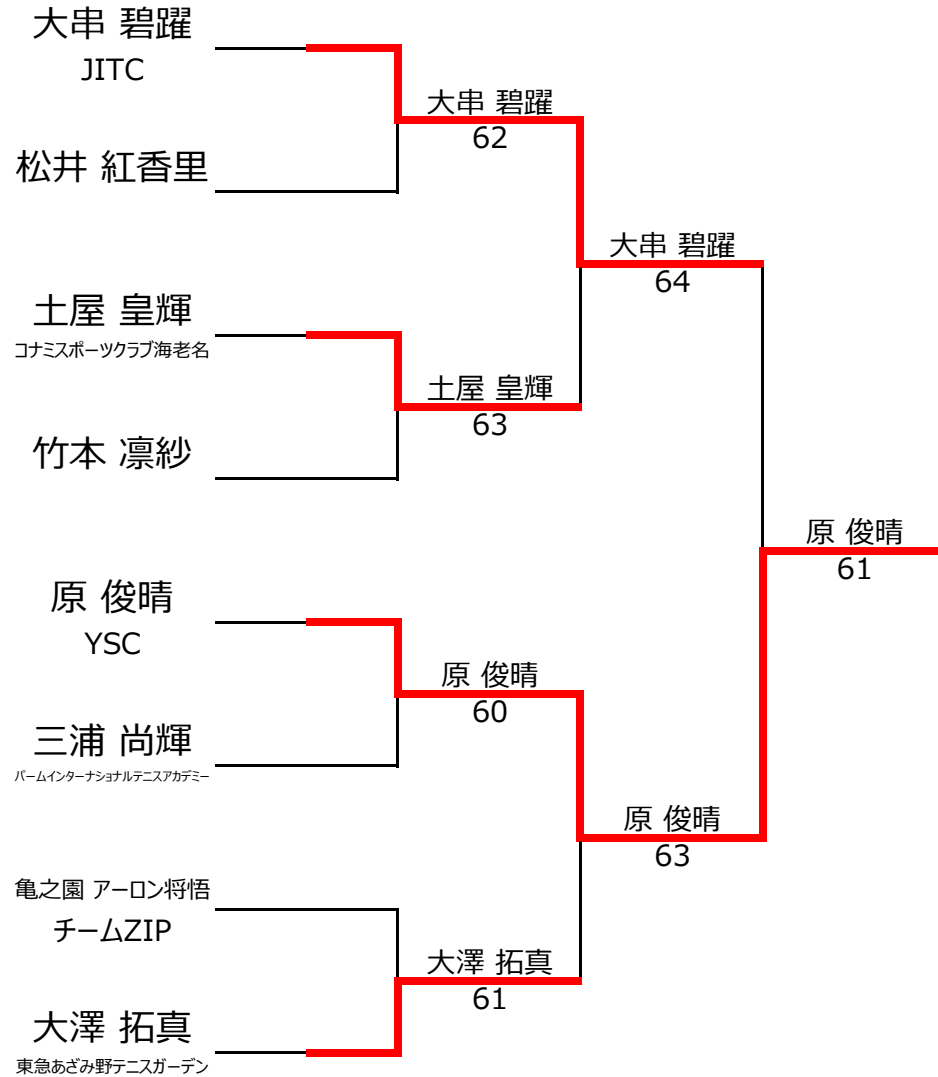 大串 碧躍
JITC
松井 紅香里
土屋 皇輝
コナミスポーツクラブ海老名
竹本 凛紗
原 俊晴
YSC
三浦 尚輝
パームインターナショナルテニスアカデミー
亀之園 アーロン将悟
チームZIP
大澤 拓真
東急あざみ野テニスガーデン
大串 碧躍
62
土屋 皇輝
63
原 俊晴
60
大澤 拓真
61
大串 碧躍
64
原 俊晴
63
原 俊晴
61